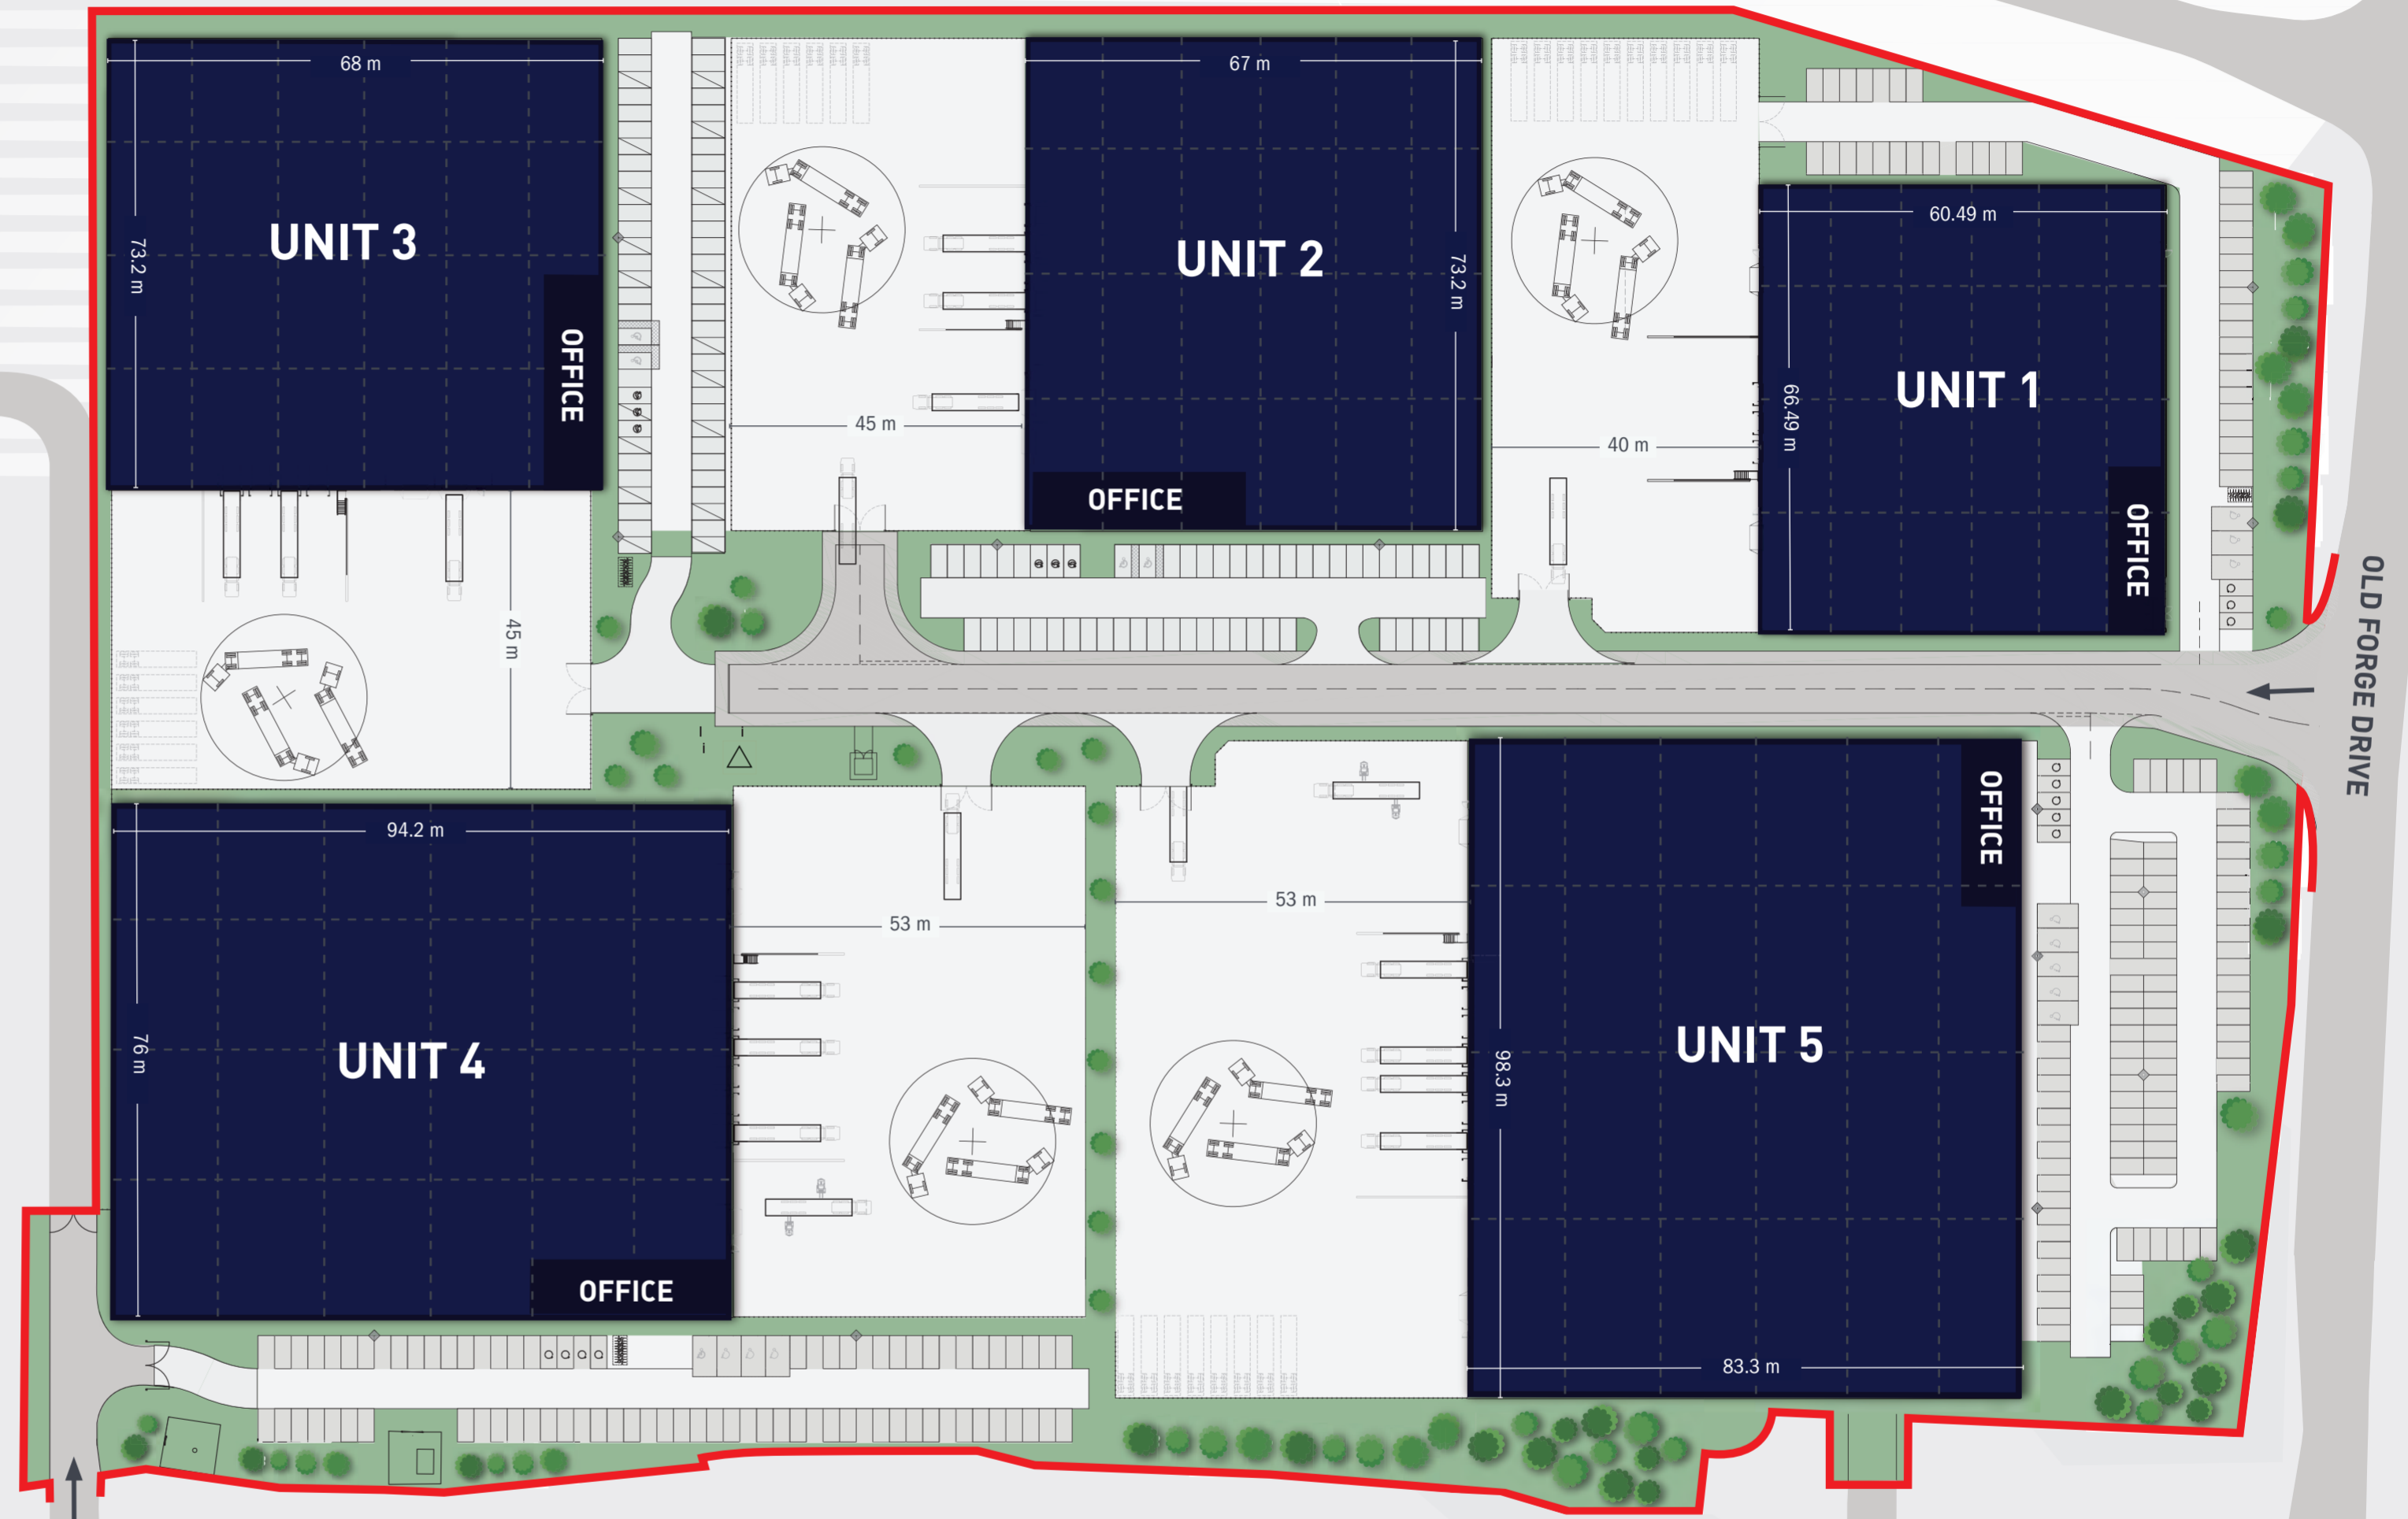 68 m
73.2 m
UNIT 3
OFFICE
45 m
67 m
73.2 m
UNIT 2
OFFICE
45 m
60.49 m
66.49 m
UNIT 1
OFFICE
40 m
OLD FORGE DRIVE
94.2 m
76 m
UNIT 4
OFFICE
53 m
53 m
98.3 m
UNIT 5
OFFICE
83.3 m